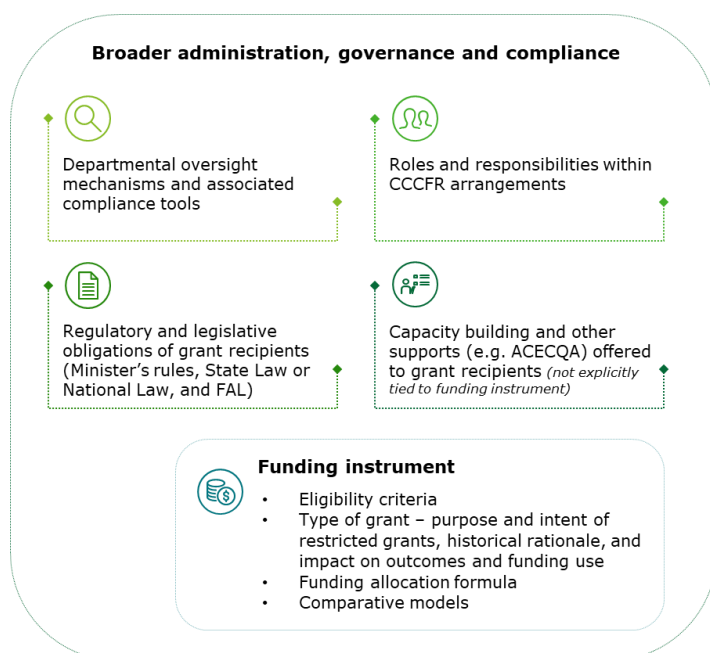 Broader administration, governance and compliance
Departmental oversight
mechanisms and associated
compliance tools
Roles and responsibilities within
CCCFR arrangements
Regulatory and legislative
obligations of grant recipients
(Minister's rules, State Law or
National Law, and FAL)
Capacity building and other
supports (e.g. ACECQA) offered
to grant recipients (not explicitly
tied to funding instrument)
Funding instrument
• Eligibility criteria
• Type of grant – purpose and intent of
restricted grants, historical rationale, and
impact on outcomes and funding use
• Funding allocation formula
• Comparative models